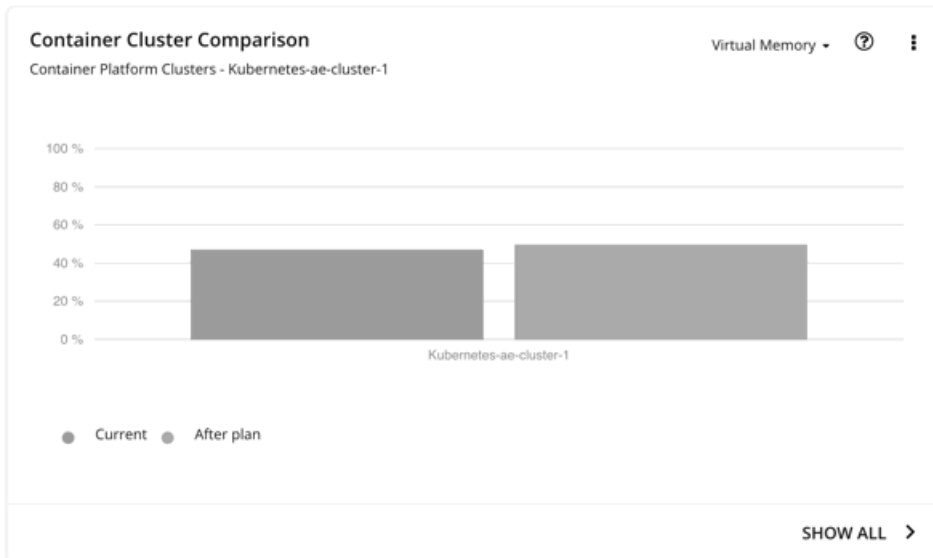 Container Cluster Comparison
Virtual Memory
Container Platform Clusters - Kubernetes-ae-cluster-1
100 %
80 %
60 %
40 %
20 %
0 %
Kubernetes-ae-cluster-1
Current
After plan
SHOW ALL